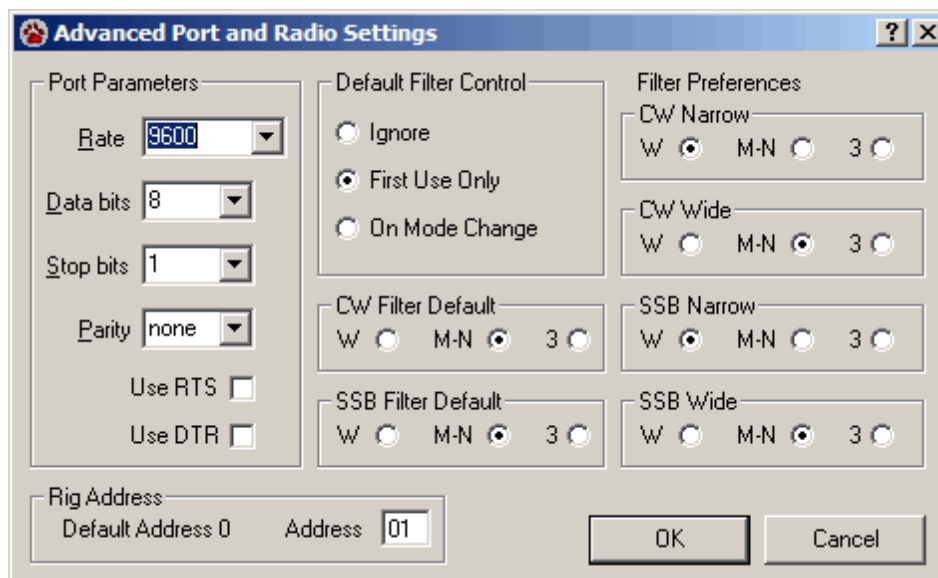 Advanced Port and Radio Settings
Port Parameters
Rate 9600
Data bits 8
Stop bits 1
Parity none
Use RTS
Use DTR
Default Filter Control
Ignore
First Use Only
On Mode Change
CW Filter Default
W M-N 3
SSB Filter Default
W M-N 3
Filter Preferences
CW Narrow
W M-N 3
CW Wide
W M-N 3
SSB Narrow
W M-N 3
SSB Wide
W M-N 3
Rig Address
Default Address 0 Address 01
OK Cancel